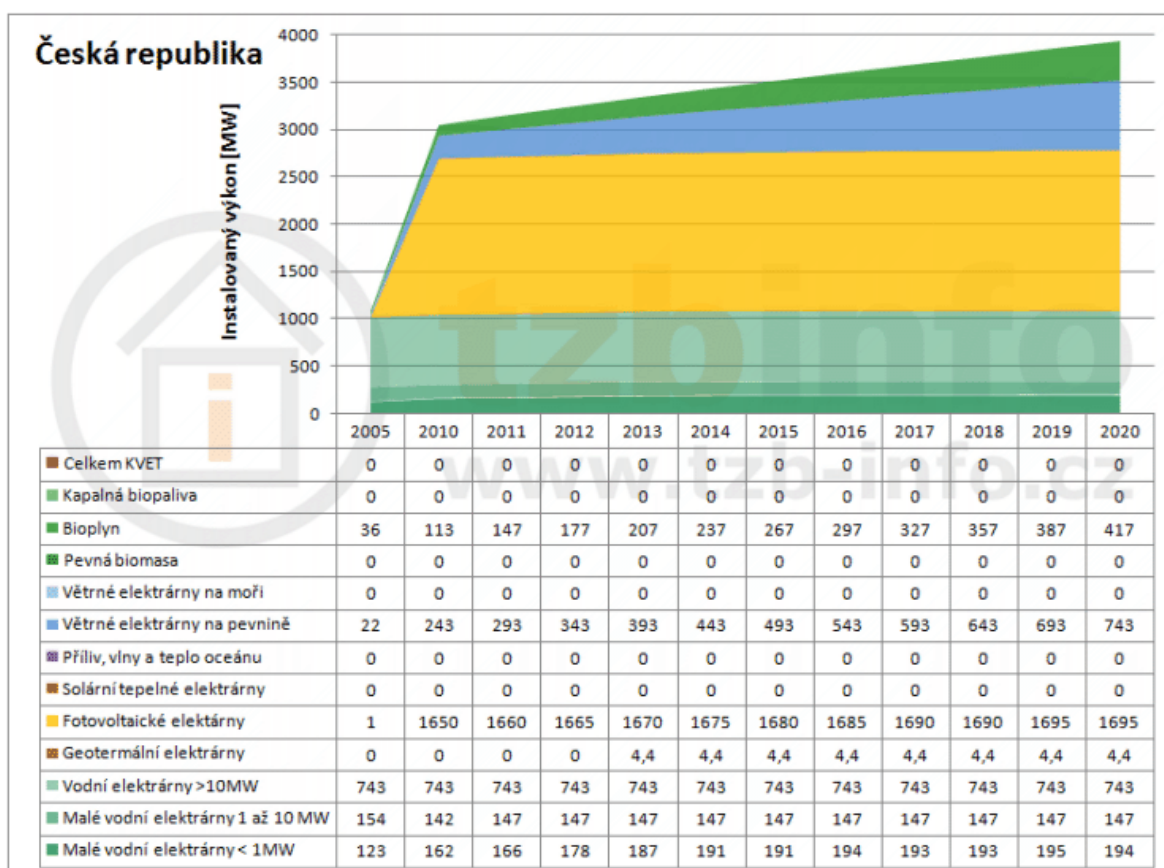 Česká republika
Instalovaný výkon [MW]
4000
3500
3000
2500
2000
1500
1000
500
0
2005 2010 2011 2012 2013 2014 2015 2016 2017 2018 2019 2020
Celkem KVET 0 0 0 0 0 0 0 0 0 0 0 0
Kapalná biopaliva 0 0 0 0 0 0 0 0 0 0 0 0
Bioplyn 36 113 147 177 207 237 267 297 327 357 387 417
Pevná biomasa 0 0 0 0 0 0 0 0 0 0 0 0
Větrné elektrárny na moři 0 0 0 0 0 0 0 0 0 0 0 0
Větrné elektrárny na pevnině 22 243 293 343 393 443 493 543 593 643 693 743
Příliv, vlny a teplo oceánu 0 0 0 0 0 0 0 0 0 0 0 0
Solární tepelné elektrárny 0 0 0 0 0 0 0 0 0 0 0 0
Fotovoltaické elektárny 1 1650 1660 1665 1670 1675 1680 1685 1690 1690 1695 1695
Geotermální elektrárny 0 0 0 0 4,4 4,4 4,4 4,4 4,4 4,4 4,4 4,4
Vodní elektrárny >10MW 743 743 743 743 743 743 743 743 743 743 743 743
Malé vodní elektrárny 1 až 10 MW 154 142 147 147 147 147 147 147 147 147 147 147
Malé vodní elektrárny < 1MW 123 162 166 178 187 191 191 194 193 193 195 194
tzbinfo
www.tzb-info.cz